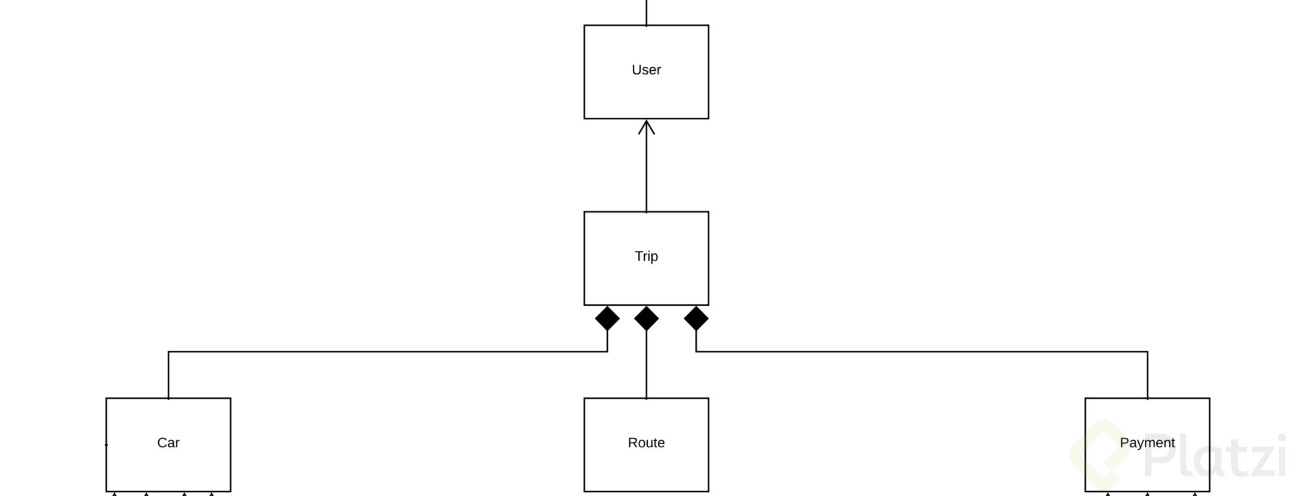 User
Trip
Car
Route
Payment
Platzi